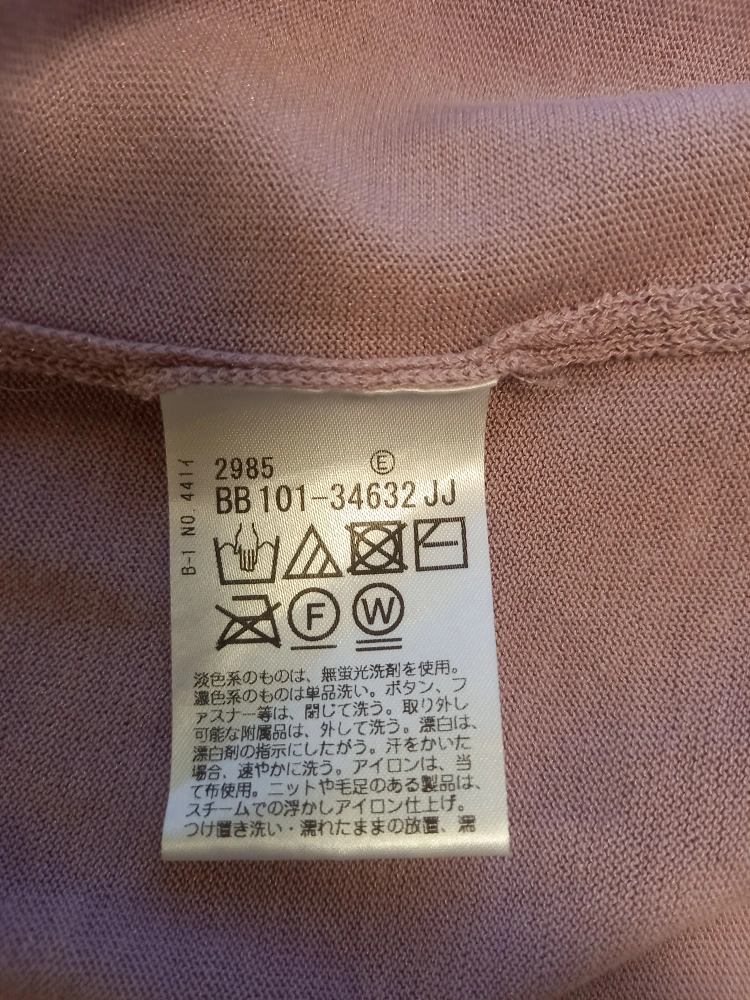 2985 Ⓔ
BB 101-34632 JJ
B-1 NO. 441イ
F W
淡色系のものは、無蛍光洗剤を使用。
濃色系のものは単品洗い。ボタン、フ
ァスナー等は、閉じて洗う。取り外し
可能な附属品は、外して洗う。漂白は、
漂白剤の指示にしたがう。汗をかいた
場合、速やかに洗う。アイロンは、当
て布使用。ニットや毛足のある製品は、
スチームでの浮かしアイロン仕上げ。
つけ置き洗い・濡れたままの放置、濡